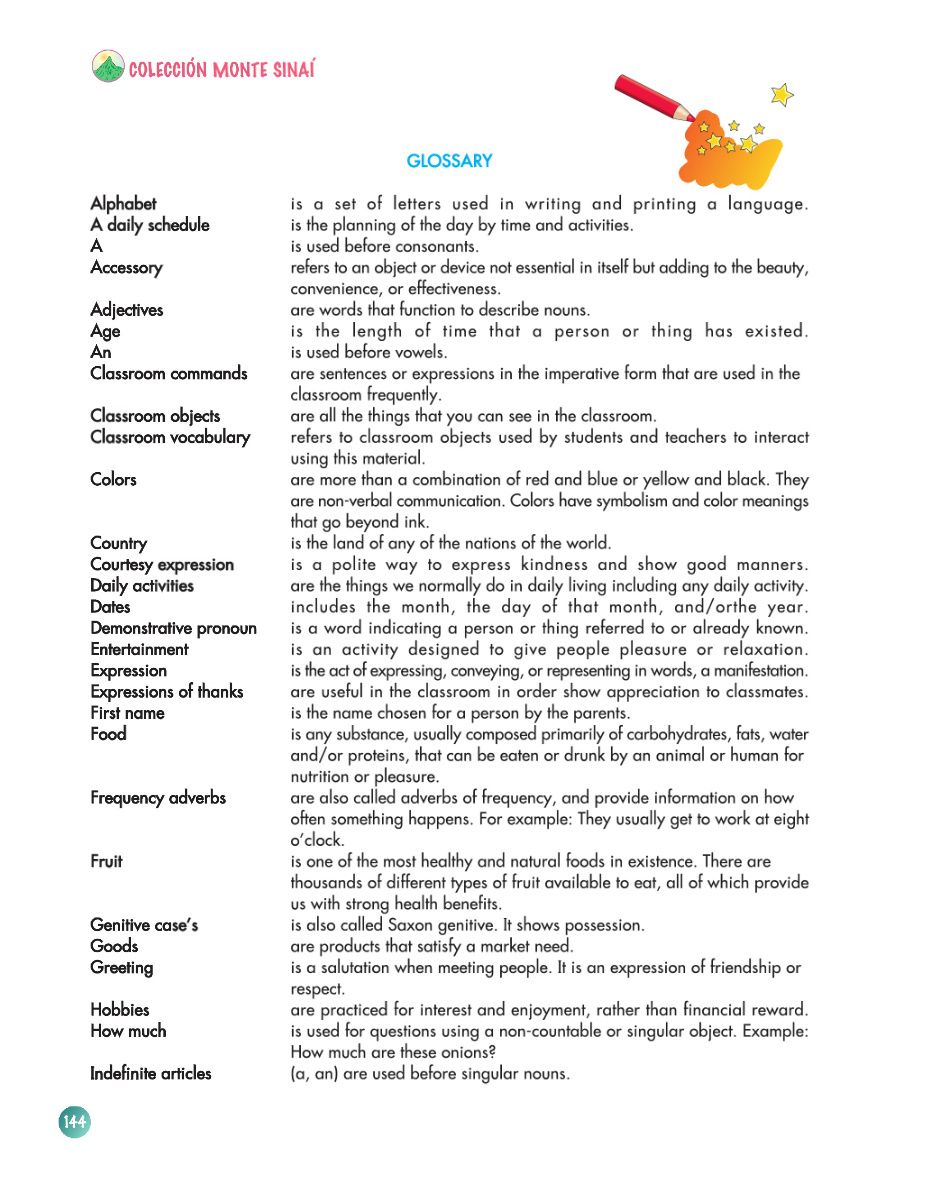 COLECCIÓN MONTE SINAÍ
GLOSSARY
Alphabet is a set of letters used in writing and printing a language.
A daily schedule is the planning of the day by time and activities.
A is used before consonants.
Accessory refers to an object or device not essential in itself but adding to the beauty,
convenience, or effectiveness.
Adjectives are words that function to describe nouns.
Age is the length of time that a person or thing has existed.
An is used before vowels.
Classroom commands are sentences or expressions in the imperative form that are used in the
classroom frequently.
Classroom objects are all the things that you can see in the classroom.
Classroom vocabulary refers to classroom objects used by students and teachers to interact
using this material.
Colors are more than a combination of red and blue or yellow and black. They
are non-verbal communication. Colors have symbolism and color meanings
that go beyond ink.
Country is the land of any of the nations of the world.
Courtesy expression is a polite way to express kindness and show good manners.
Daily activities are the things we normally do in daily living including any daily activity.
Dates includes the month, the day of that month, and/orthe year.
Demonstrative pronoun is a word indicating a person or thing referred to or already known.
Entertainment is an activity designed to give people pleasure or relaxation.
Expression is the act of expressing, conveying, or representing in words, a manifestation.
Expressions of thanks are useful in the classroom in order show appreciation to classmates.
First name is the name chosen for a person by the parents.
Food is any substance, usually composed primarily of carbohydrates, fats, water
and/or proteins, that can be eaten or drunk by an animal or human for
nutrition or pleasure.
Frequency adverbs are also called adverbs of frequency, and provide information on how
often something happens. For example: They usually get to work at eight
o'clock.
Fruit is one of the most healthy and natural foods in existence. There are
thousands of different types of fruit available to eat, all of which provide
us with strong health benefits.
Genitive case's is also called Saxon genitive. It shows possession.
Goods are products that satisfy a market need.
Greeting is a salutation when meeting people. It is an expression of friendship or
respect.
Hobbies are practiced for interest and enjoyment, rather than financial reward.
How much is used for questions using a non-countable or singular object. Example:
How much are these onions?
Indefinite articles (a, an) are used before singular nouns.
144